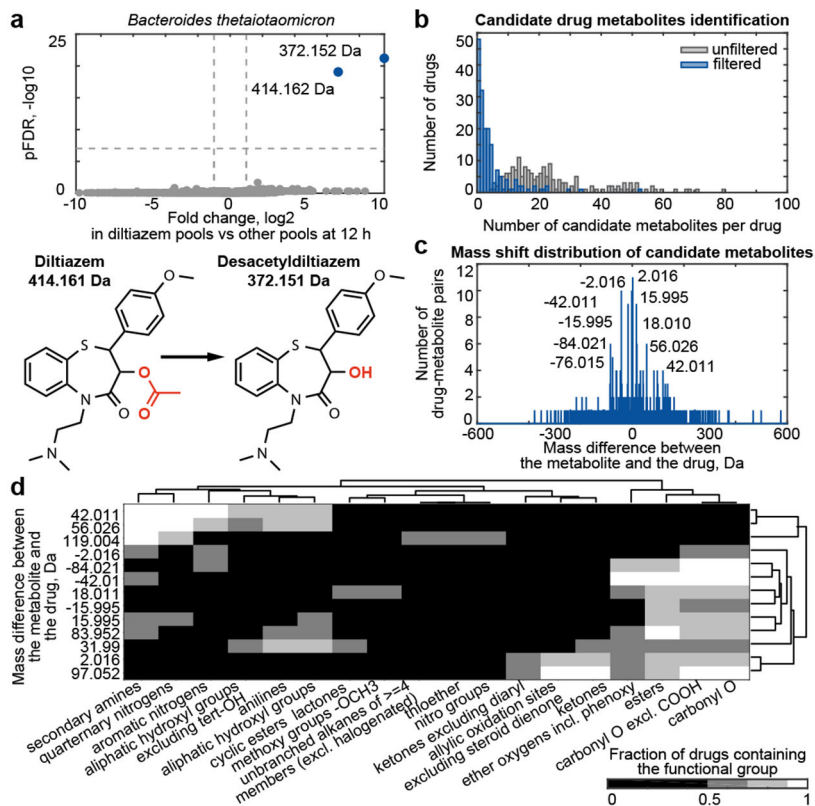 a
Bacteroides thetaiotaomicron
25
372.152 Da
414.162 Da
pFDR, -log10
0
-10 -5 0 5 10
Fold change, log2
in diltiazem pools vs other pools at 12 h
Diltiazem
414.161 Da
Desacetyldiltiazem
372.151 Da
O
S
O
N
O
O
N
O
S
OH
N
O
N
b
Candidate drug metabolites identification
unfiltered
filtered
Number of drugs
50
40
30
20
10
5
0
0 20 40 60 80 100
Number of candidate metabolites per drug
c
Mass shift distribution of candidate metabolites
Number of
drug-metabolite pairs
12
10
8
6
4
2
0
-2.016 2.016
-42.011 15.995
-15.995 18.010
-84.021 56.026
-76.015 42.011
-600 -300 0 300 600
Mass difference between
the metabolite and the drug, Da
d
Mass difference between
the metabolite and
the drug, Da
42.011
56.026
119.004
-2.016
-84.021
-42.01
18.011
-15.995
15.995
83.952
31.99
2.016
97.052
secondary amines
quarternary nitrogens
aromatic nitrogens
aliphatic hydroxyl groups
excluding tert-OH
anilines
aliphatic hydroxyl groups
cyclic esters lactones
methoxy groups -OCH3
unbranched alkanes of >=4
members (excl. halogenated)
thioether
nitro groups
ketones excluding diaryl
allylic oxidation sites
excluding steroid dienone
ketones
ether oxygens incl. phenoxy
esters
carbonyl O excl. COOH
carbonyl O
Fraction of drugs containing
the functional group
0 0.5 1